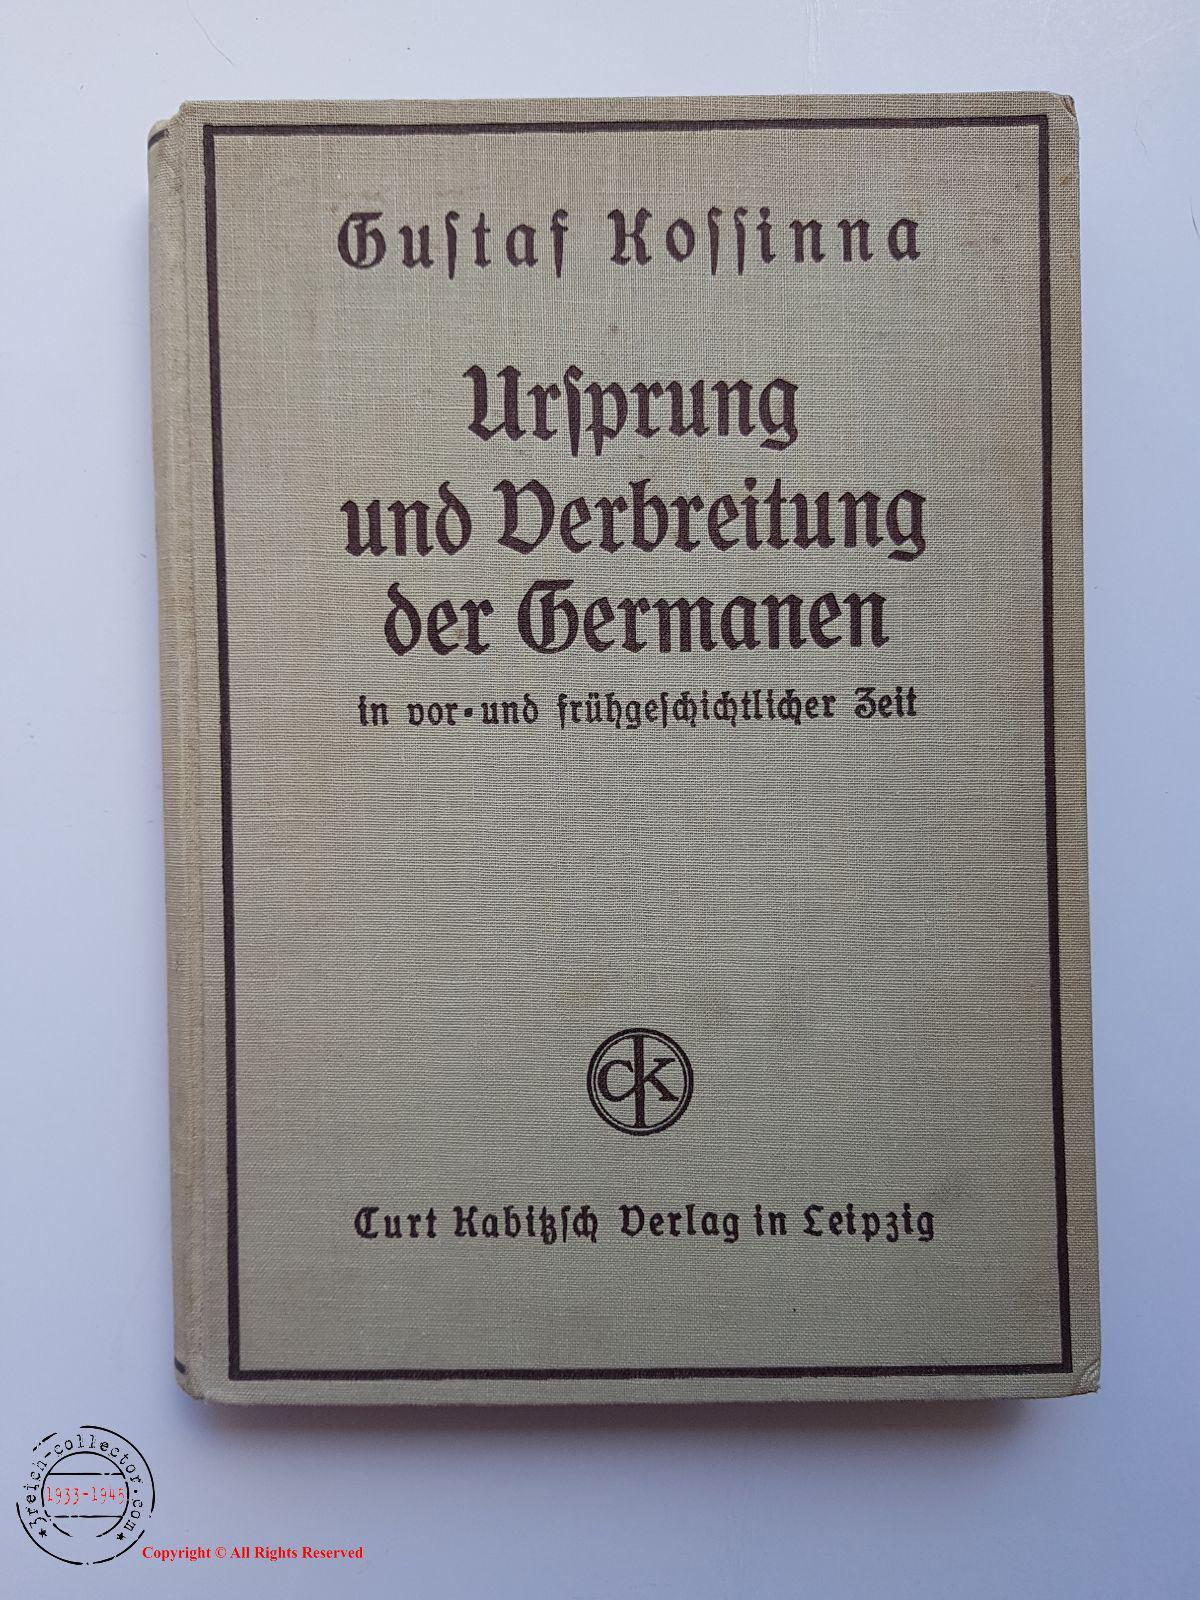 Guſtaf Koſſinna
Urſprung
und Verbreitung
der Germanen
in vor- und frühgeſchichtlicher Zeit
CK
Curt Kabitzſch Verlag in Leipzig
3reich-collector.com
1933-1945
Copyright © All Rights Reserved